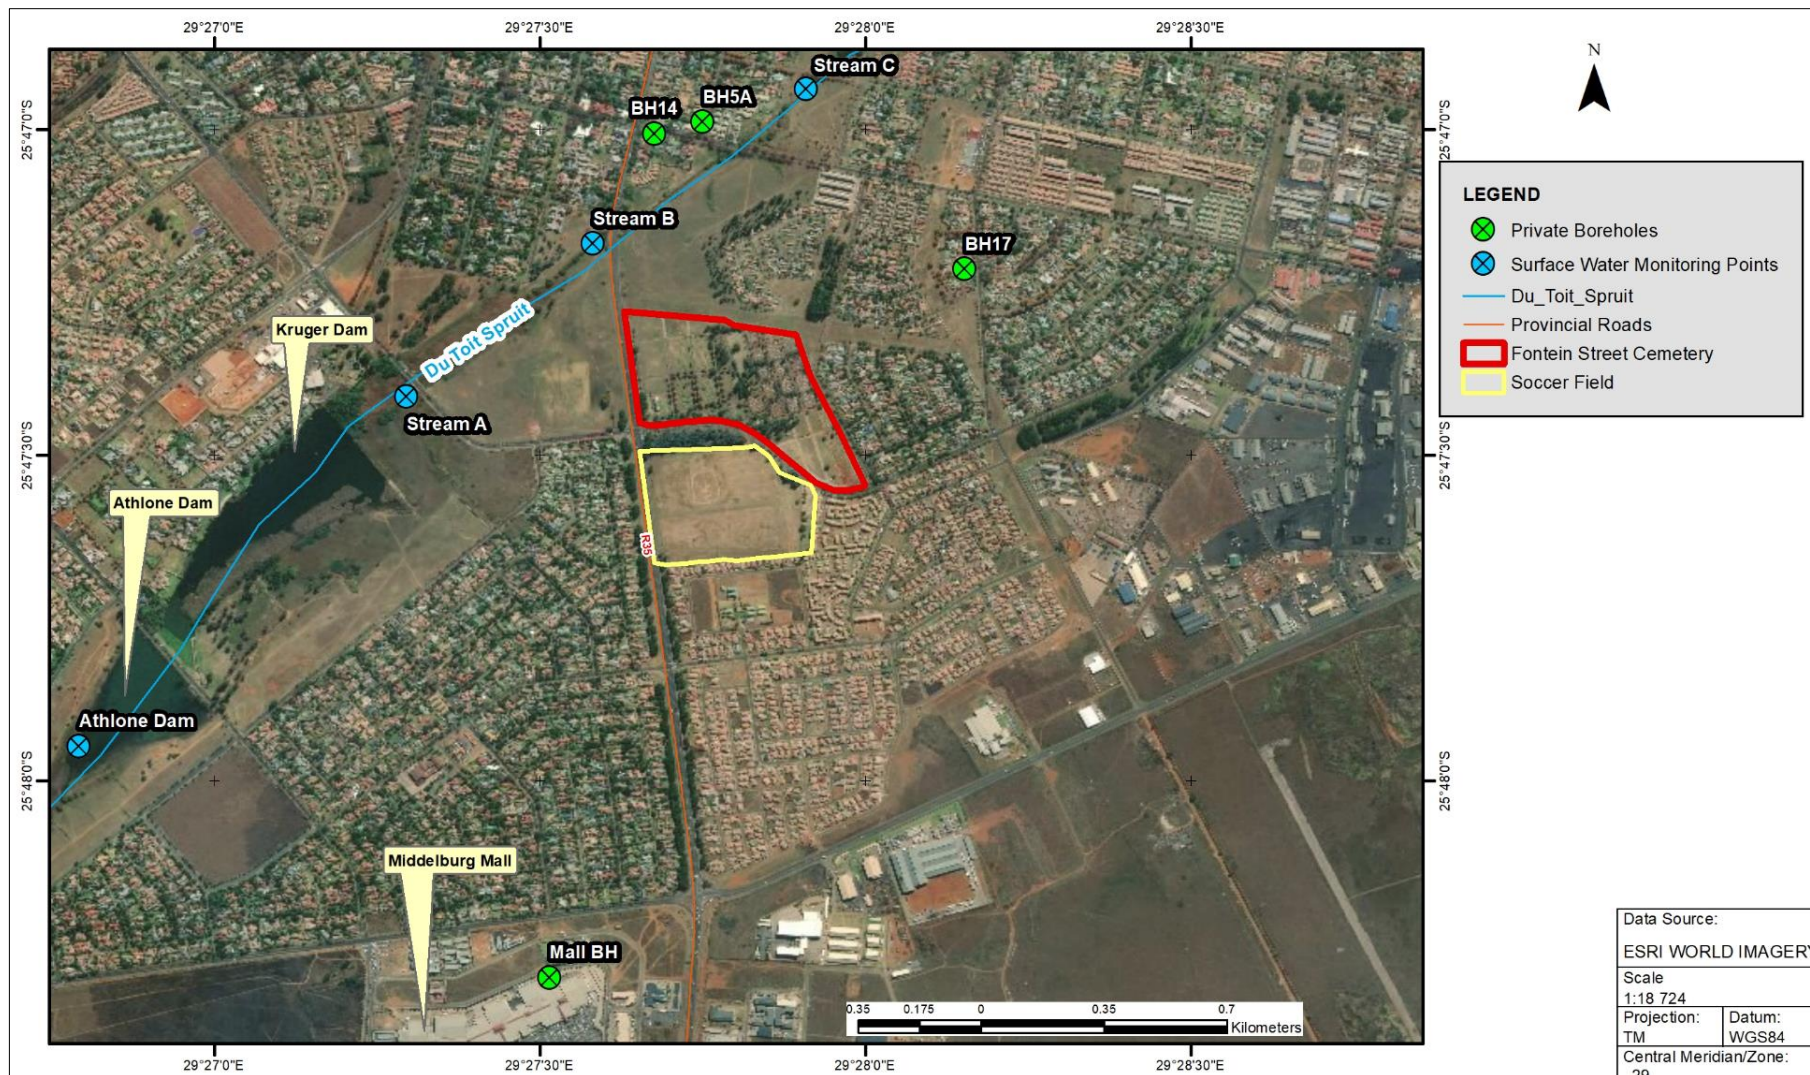 29°27'0"E
29°27'30"E
29°28'0"E
29°28'30"E
N
25°47'0"S
25°47'0"S
Stream C
BH5A
BH14
Stream B
BH17
Du Toit Spruit
Kruger Dam
Stream A
25°47'30"S
25°47'30"S
Athlone Dam
R35
Athlone Dam
25°48'0"S
25°48'0"S
Middelburg Mall
Mall BH
0.35 0.175 0 0.35 0.7
Kilometers
29°27'0"E
29°27'30"E
29°28'0"E
29°28'30"E
LEGEND
Private Boreholes
Surface Water Monitoring Points
Du_Toit_Spruit
Provincial Roads
Fontein Street Cemetery
Soccer Field
Data Source:
ESRI WORLD IMAGERY
Scale
1:18 724
Projection: Datum:
TM WGS84
Central Meridian/Zone: